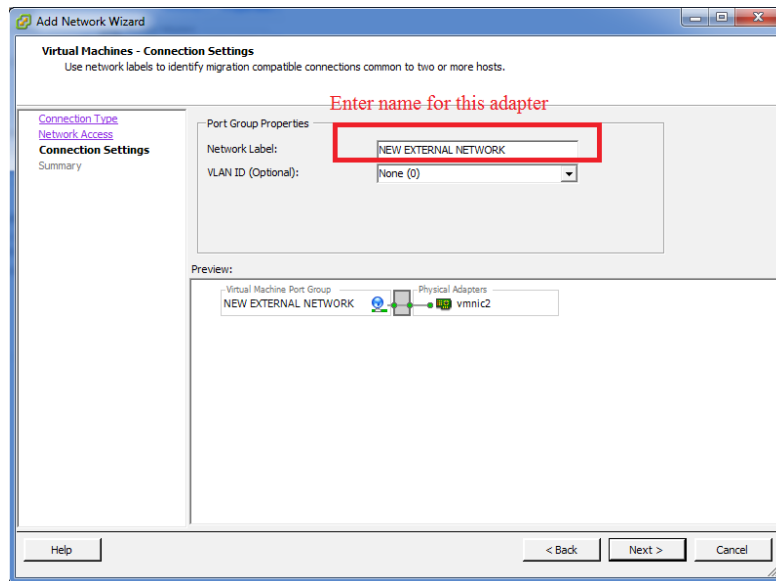 Add Network Wizard
Virtual Machines - Connection Settings
Use network labels to identify migration compatible connections common to two or more hosts.
Enter name for this adapter
Connection Type
Network Access
Connection Settings
Summary
Port Group Properties
Network Label:
NEW EXTERNAL NETWORK
VLAN ID (Optional):
None (0)
Preview:
Virtual Machine Port Group
NEW EXTERNAL NETWORK
Physical Adapters
vmnic2
Help
< Back
Next >
Cancel